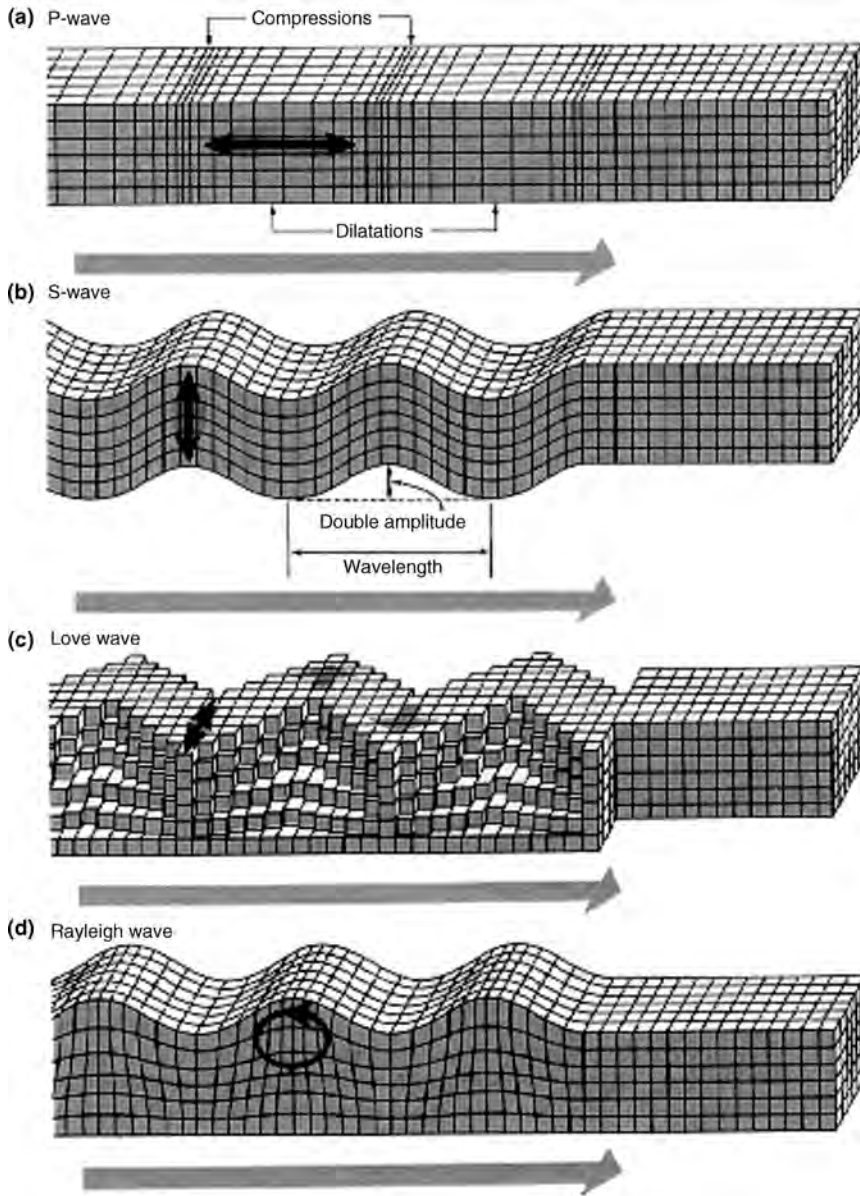 (a) P-wave
Compressions
Dilatations
(b) S-wave
Double amplitude
Wavelength
(c) Love wave
(d) Rayleigh wave